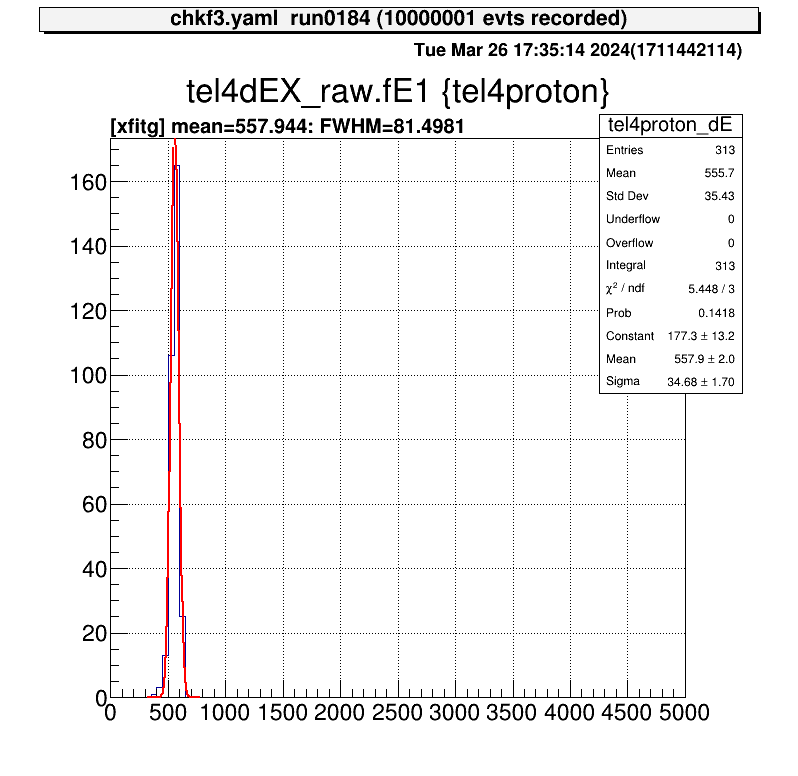 chkf3.yaml run0184 (10000001 evts recorded)
Tue Mar 26 17:35:14 2024(1711442114)
tel4dEX_raw.fE1 {tel4proton}
[xfitg] mean=557.944: FWHM=81.4981
tel4proton_dE
Entries 313
Mean 555.7
Std Dev 35.43
Underflow 0
Overflow 0
Integral 313
χ² / ndf 5.448 / 3
Prob 0.1418
Constant 177.3 ± 13.2
Mean 557.9 ± 2.0
Sigma 34.68 ± 1.70
160
140
120
100
80
60
40
20
0
0 500 1000 1500 2000 2500 3000 3500 4000 4500 5000